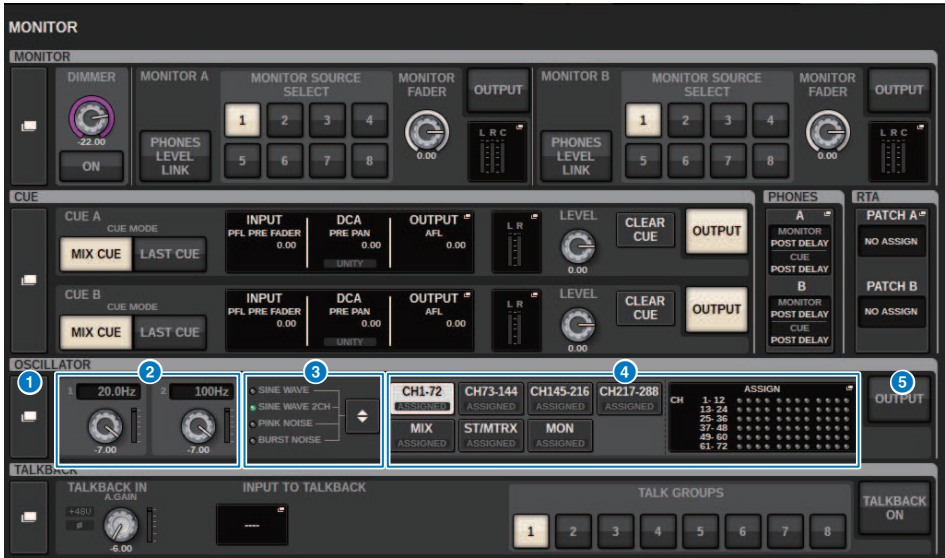 MONITOR
MONITOR
DIMMER
-22.00
ON
MONITOR A
PHONES LEVEL LINK
MONITOR SOURCE SELECT
1 2 3 4
5 6 7 8
MONITOR FADER
0.00
OUTPUT
L R C
MONITOR B
PHONES LEVEL LINK
MONITOR SOURCE SELECT
1 2 3 4
5 6 7 8
MONITOR FADER
0.00
OUTPUT
L R C
CUE
CUE A
CUE MODE
MIX CUE LAST CUE
INPUT
PFL PRE FADER
0.00
DCA
PRE PAN
0.00
UNITY
OUTPUT
AFL
0.00
L R
LEVEL
0.00
CLEAR CUE
OUTPUT
CUE B
CUE MODE
MIX CUE LAST CUE
INPUT
PFL PRE FADER
0.00
DCA
PRE PAN
0.00
UNITY
OUTPUT
AFL
0.00
L R
LEVEL
0.00
CLEAR CUE
OUTPUT
PHONES
A
MONITOR
POST DELAY
CUE
POST DELAY
B
MONITOR
POST DELAY
CUE
POST DELAY
RTA
PATCH A
NO ASSIGN
PATCH B
NO ASSIGN
OSCILLATOR
1
2
1 20.0Hz
-7.00
2 100Hz
-7.00
3
SINE WAVE
SINE WAVE 2CH
PINK NOISE
BURST NOISE
4
CH1-72
ASSIGNED
CH73-144
ASSIGNED
CH145-216
ASSIGNED
CH217-288
ASSIGNED
MIX
ASSIGNED
ST/MTRX
ASSIGNED
MON
ASSIGNED
ASSIGN
CH 1- 12
13- 24
25- 36
37- 48
49- 60
61- 72
5
OUTPUT
TALKBACK
TALKBACK IN
A.GAIN
+48V
ø
-6.00
INPUT TO TALKBACK
----
TALK GROUPS
1 2 3 4 5 6 7 8
TALKBACK ON